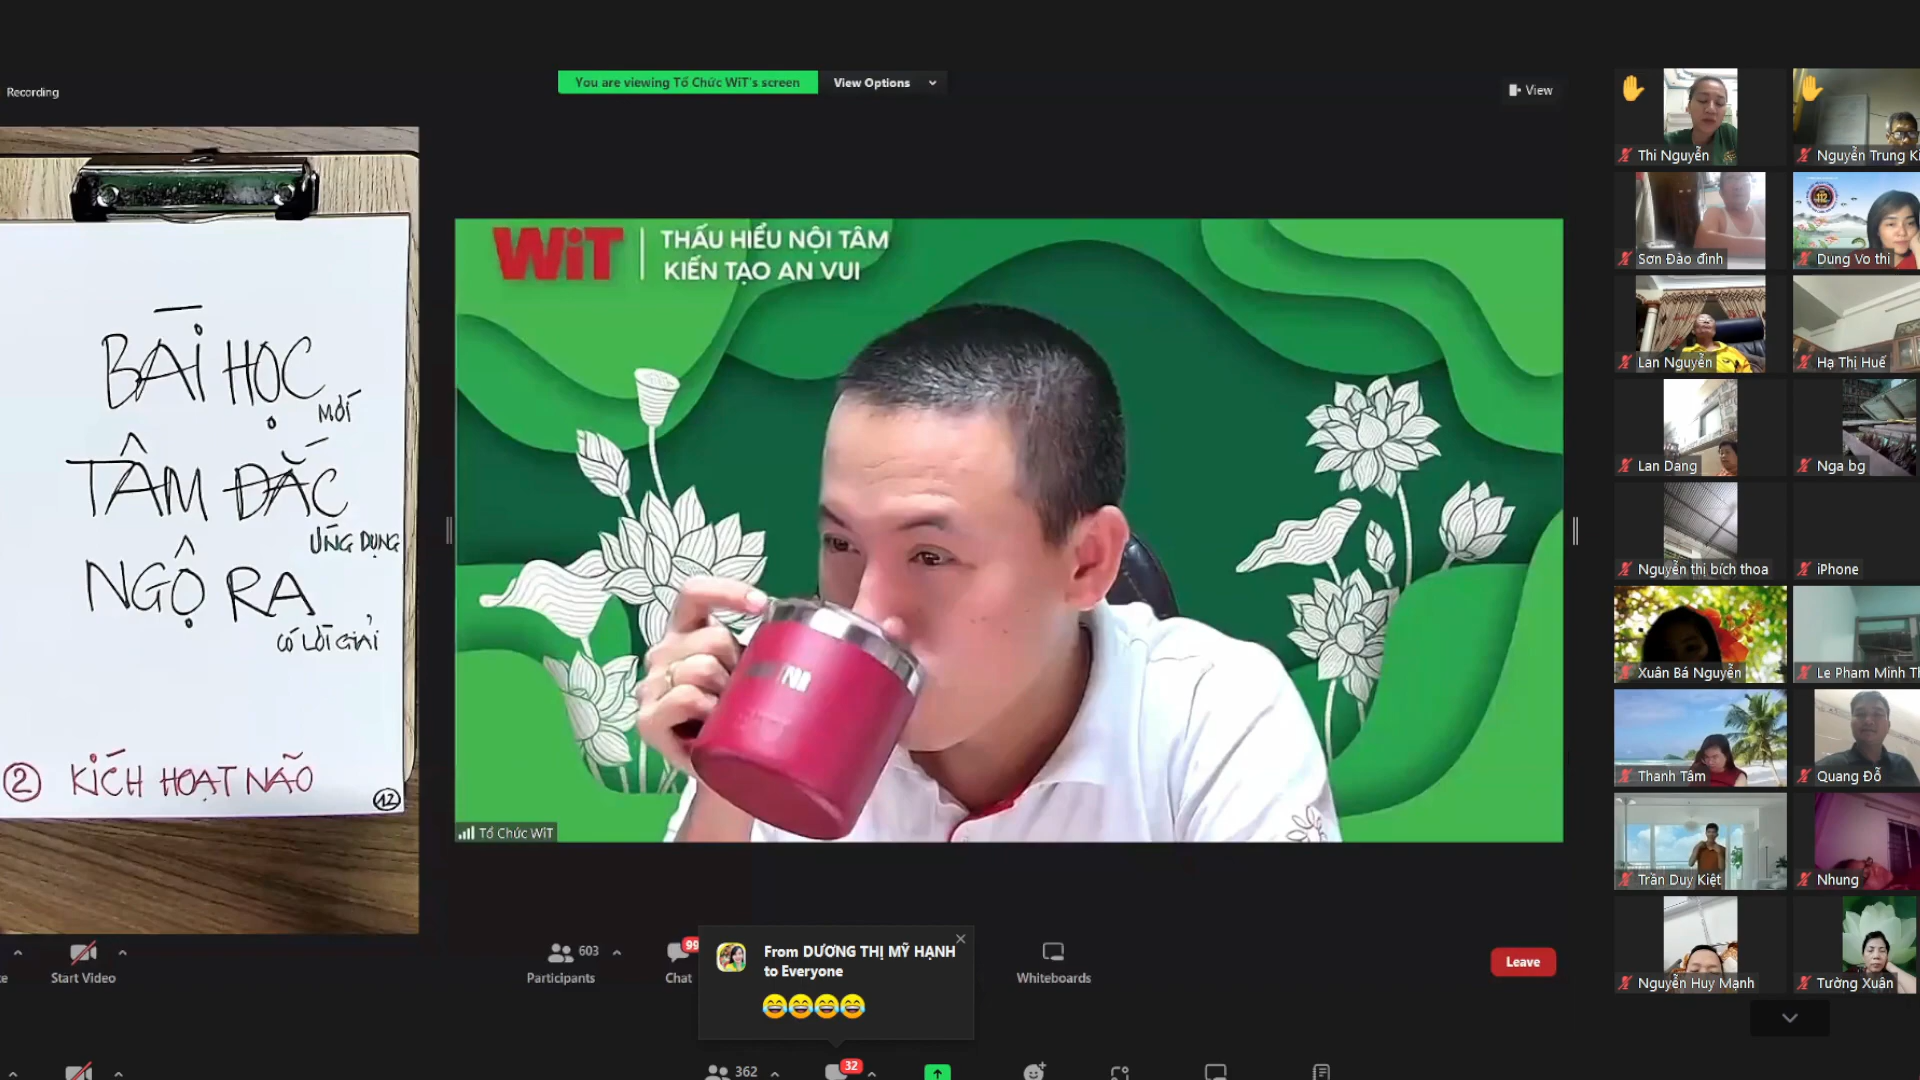 Recording
You are viewing Tổ Chức WiT's screen
View Options
View
BÀI HỌC
MỚI
TÂM ĐẮC
ỨNG DỤNG
NGỘ RA
CÓ LỜI GIẢI
2 KÍCH HOẠT NÃO
12
WiT
THẤU HIỂU NỘI TÂM
KIẾN TẠO AN VUI
Tổ Chức WiT
Thi Nguyễn
Nguyễn Trung Ki
Sơn Đào đình
112
Dung Vo thi
Lan Nguyễn
Hạ Thị Huế
Lan Dang
Nga bg
Nguyễn thị bích thoa
iPhone
Xuân Bá Nguyễn
Le Pham Minh Th
Thanh Tâm
Quang Đỗ
Trần Duy Kiệt
Nhung
Nguyễn Huy Mạnh
Tường Xuân
Start Video
603
Participants
99
Chat
From DƯƠNG THỊ MỸ HẠNH
to Everyone
😂😂😂😂
Whiteboards
Leave
362
32